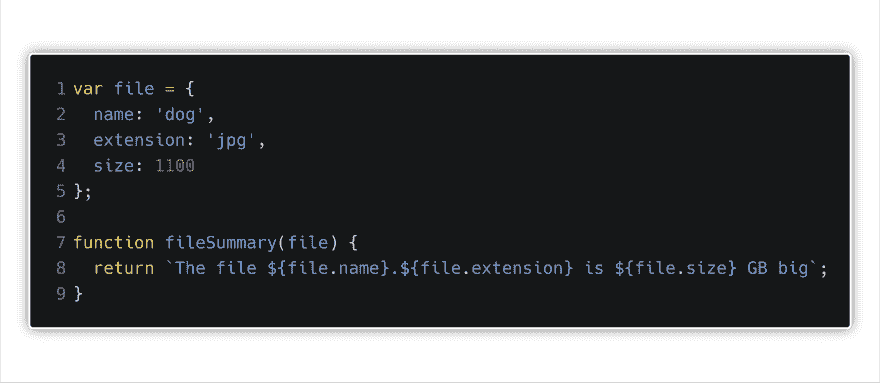 1 var file = {
2   name: 'dog',
3   extension: 'jpg',
4   size: 1100
5 };
6
7 function fileSummary(file) {
8   return `The file ${file.name}.${file.extension} is ${file.size} GB big`;
9 }